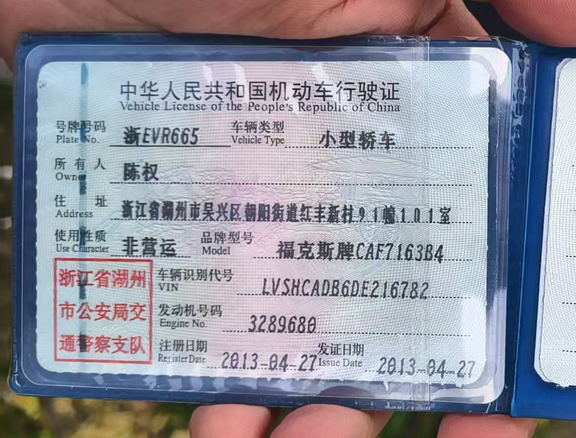 中华人民共和国机动车行驶证
Vehicle License of the People's Republic of China
号牌号码 浙EVR665 车辆类型 小型轿车
Plate No. Vehicle Type
所有人 陈权
Owner
住址 浙江省湖州市吴兴区朝阳街道红丰新村91幢101室
Address
使用性质 非营运 品牌型号 福克斯牌CAF7163B4
Use Character Model
浙江省湖州
市公安局交
通警察支队
车辆识别代号 LVSHCADB6DE216782
VIN
发动机号码 3289680
Engine No.
注册日期 2013-04-27 发证日期 2013-04-27
Register Date Issue Date